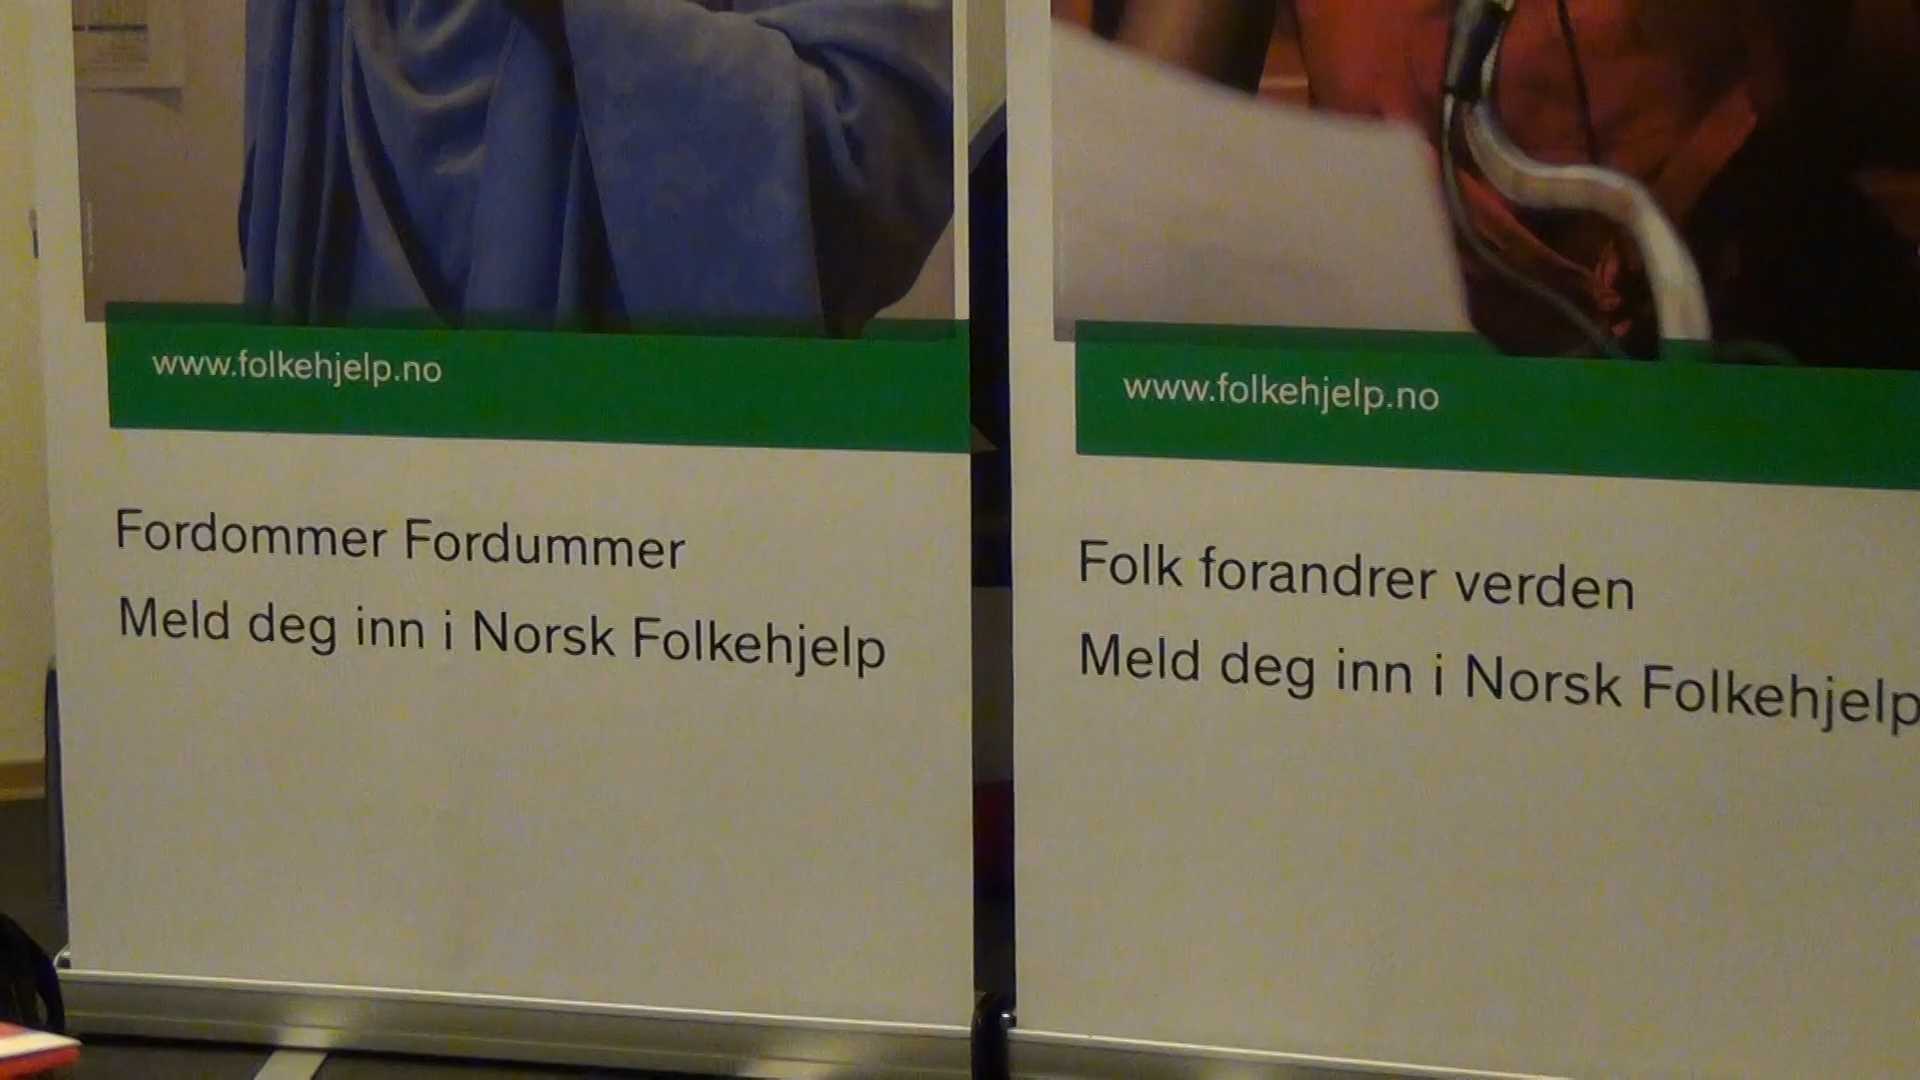 www.folkehjelp.no
Fordommer Fordummer
Meld deg inn i Norsk Folkehjelp
www.folkehjelp.no
Folk forandrer verden
Meld deg inn i Norsk Folkehjelp